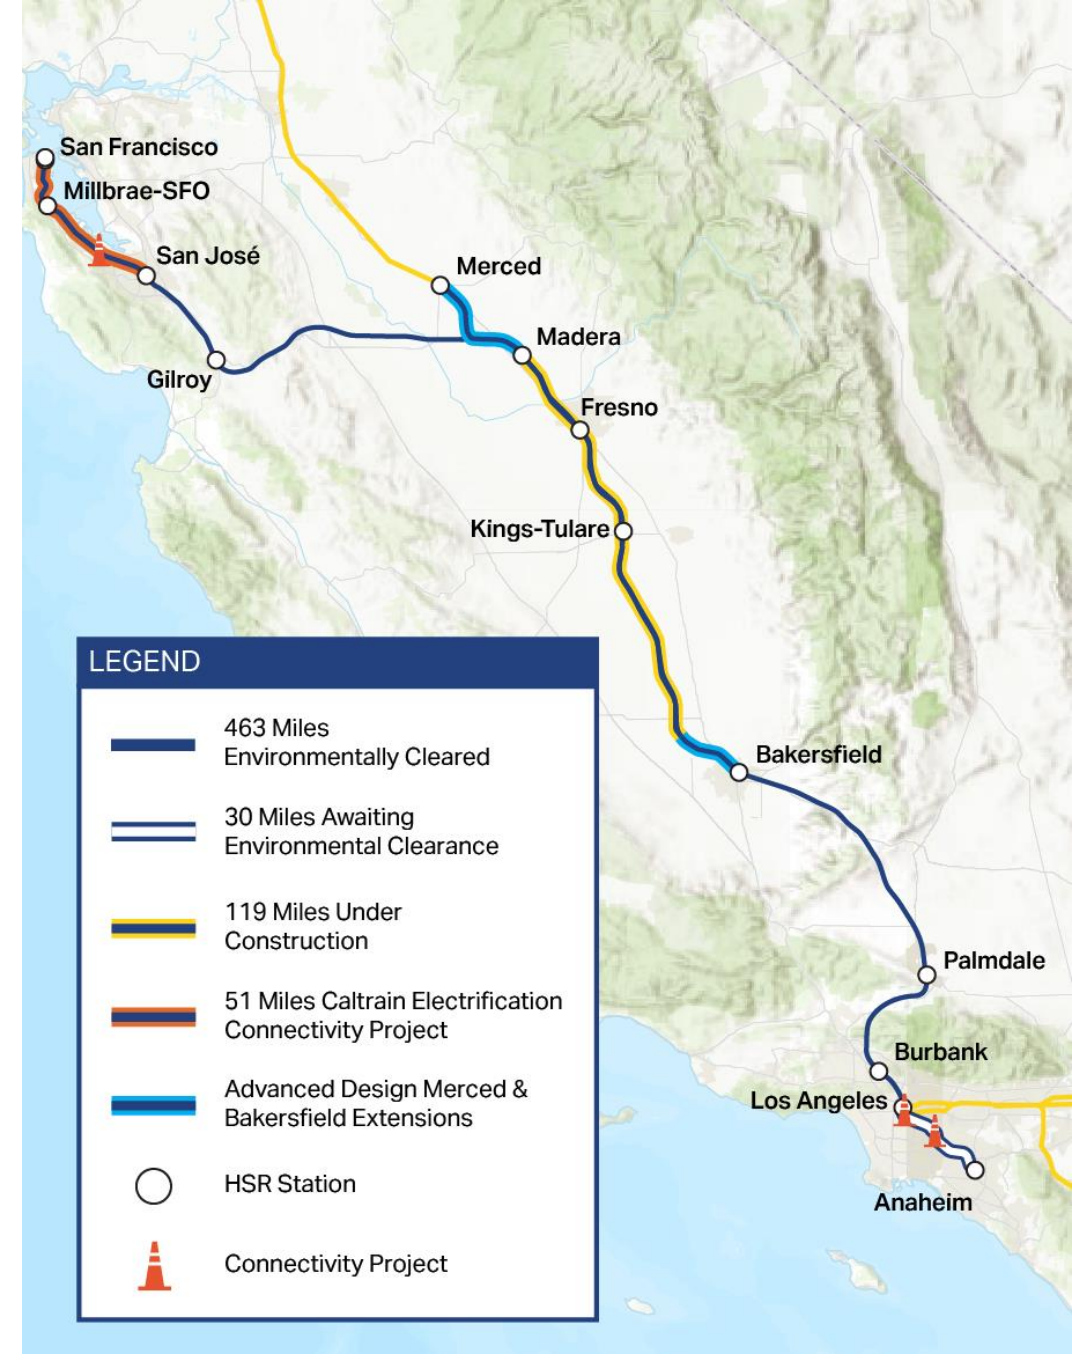 San Francisco
Millbrae-SFO
San José
Merced
Madera
Gilroy
Fresno
Kings-Tulare
Bakersfield
Palmdale
Burbank
Los Angeles
Anaheim
LEGEND
463 Miles
Environmentally Cleared
30 Miles Awaiting
Environmental Clearance
119 Miles Under
Construction
51 Miles Caltrain Electrification
Connectivity Project
Advanced Design Merced &
Bakersfield Extensions
HSR Station
Connectivity Project